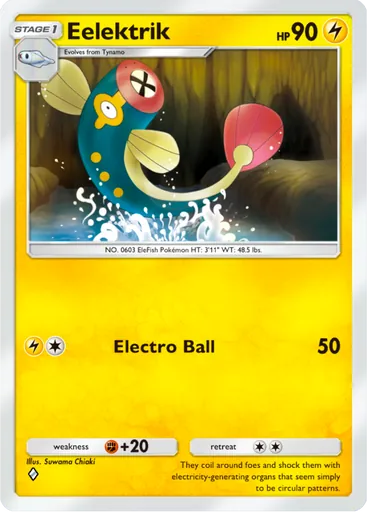 STAGE 1
Eelektrik
HP 90
Evolves from Tynamo
NO. 0603 EleFish Pokémon HT: 3'11" WT: 48.5 lbs.
Electro Ball 50
weakness +20 retreat
Illus. Suwama Chiaki
They coil around foes and shock them with
electricity-generating organs that seem simply
to be circular patterns.